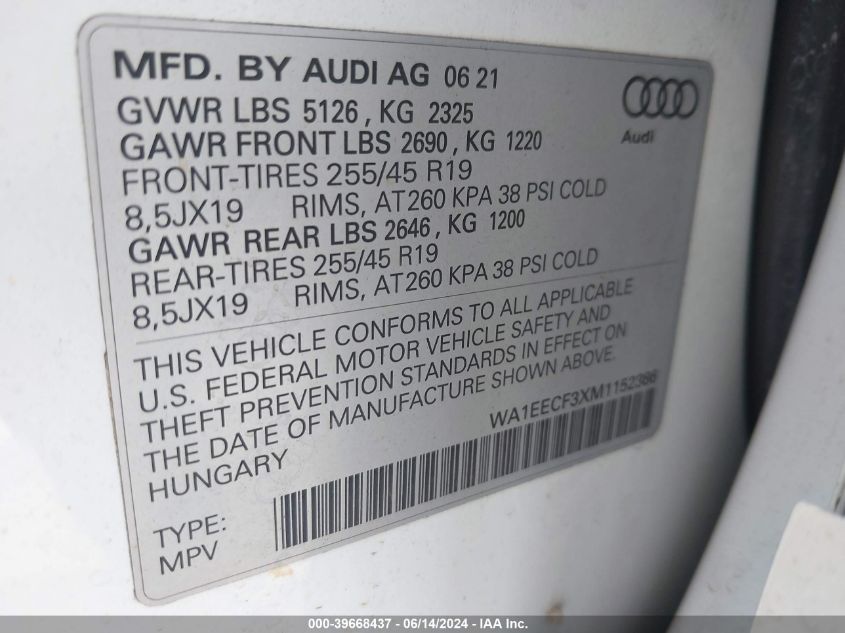 MFD. BY AUDI AG 06 21
GVWR LBS 5126, KG 2325
GAWR FRONT LBS 2690, KG 1220
FRONT-TIRES 255/45 R19
8,5JX19 RIMS, AT 260 KPA 38 PSI COLD
GAWR REAR LBS 2646, KG 1200
REAR-TIRES 255/45 R19
8,5JX19 RIMS, AT 260 KPA 38 PSI COLD
THIS VEHICLE CONFORMS TO ALL APPLICABLE
U.S. FEDERAL MOTOR VEHICLE SAFETY AND
THEFT PREVENTION STANDARDS IN EFFECT ON
THE DATE OF MANUFACTURE SHOWN ABOVE.
HUNGARY
WA1EECF3XM1152386
TYPE:
MPV
Audi
000-39668437 - 06/14/2024 - IAA Inc.